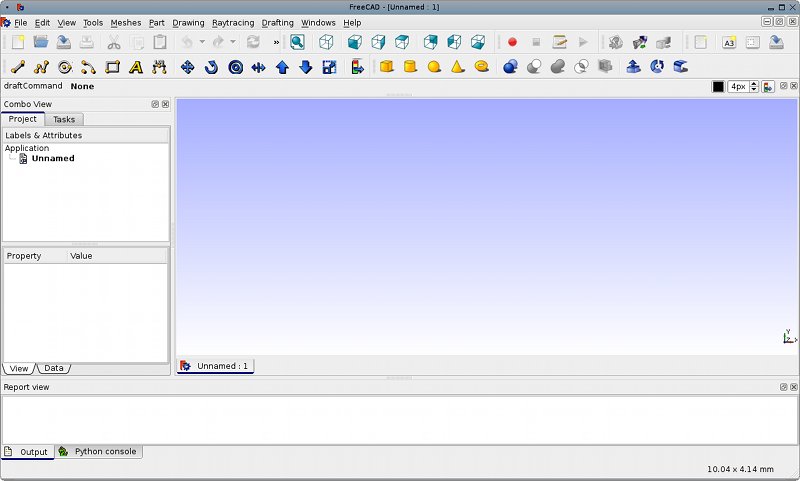 FreeCAD - [Unnamed : 1]
File Edit View Tools Meshes Part Drawing Raytracing Drafting Windows Help
»
A3
A
draftCommand None
4px
Combo View
Project Tasks
Labels & Attributes
Application
Unnamed
Property Value
View Data
Y
Z X
Unnamed : 1
Report view
Output Python console
10.04 x 4.14 mm